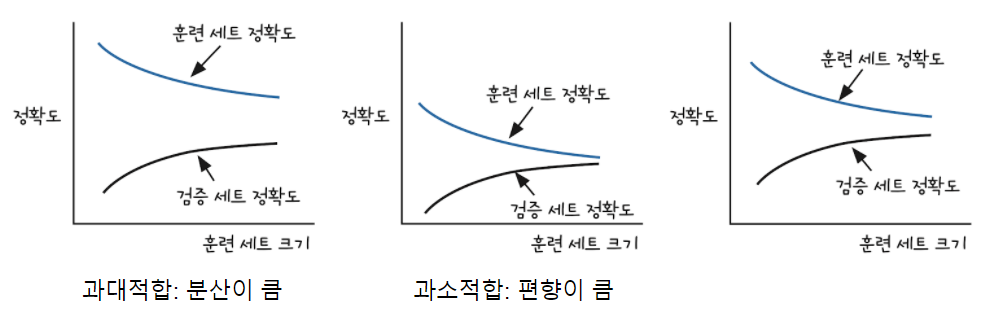 훈련 세트 정확도
정확도
검증 세트 정확도
훈련 세트 크기
과대적합: 분산이 큼
훈련 세트 정확도
정확도
검증 세트 정확도
훈련 세트 크기
과소적합: 편향이 큼
훈련 세트 정확도
정확도
검증 세트 정확도
훈련 세트 크기